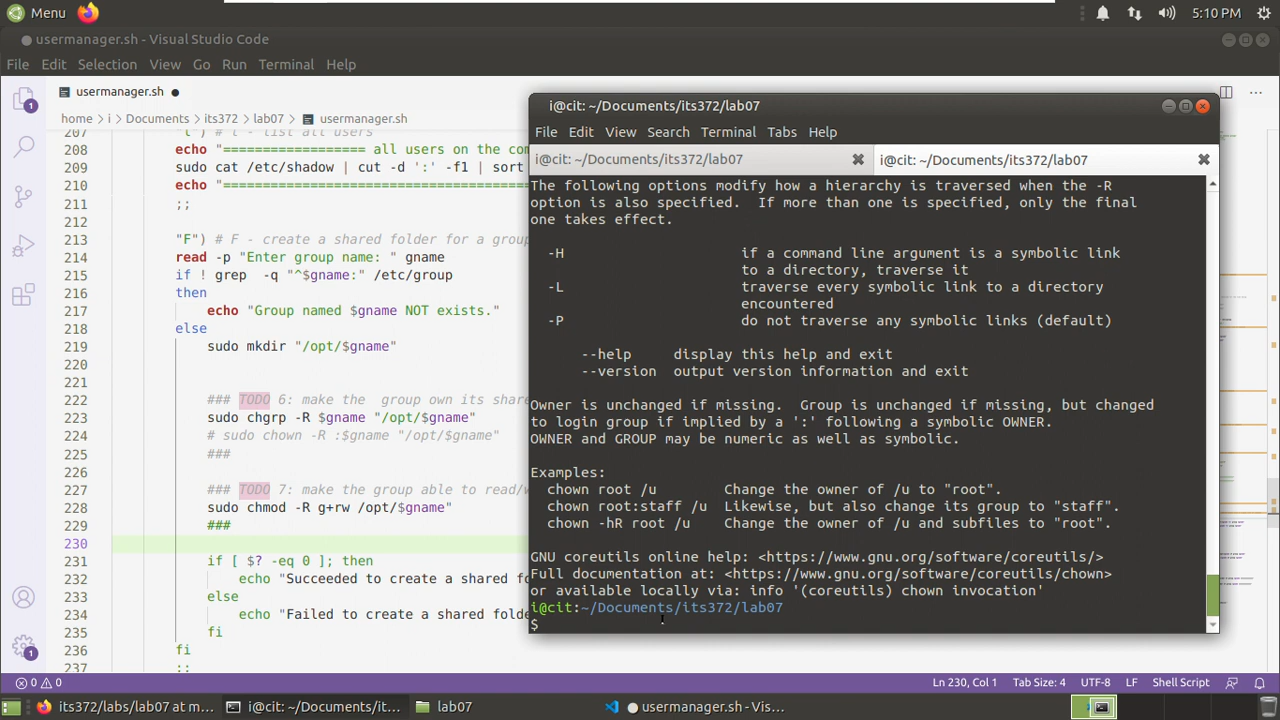 Menu
5:10 PM
usermanager.sh - Visual Studio Code
File Edit Selection View Go Run Terminal Help
usermanager.sh
home > i > Documents > its372 > lab07 > usermanager.sh
207 "l") # l - list all users
208 echo "================== all users on the com
209 sudo cat /etc/shadow | cut -d ':' -f1 | sort
210 echo "=====================================
211 ;;
212
213 "F") # F - create a shared folder for a group
214 read -p "Enter group name: " gname
215 if ! grep  -q "^$gname:" /etc/group
216 then
217 echo "Group named $gname NOT exists."
218 else
219 sudo mkdir "/opt/$gname"
220
221
222 ### TODO 6: make the  group own its share
223 sudo chgrp -R $gname "/opt/$gname"
224 # sudo chown -R :$gname "/opt/$gname"
225 ###
226
227 ### TODO 7: make the group able to read/w
228 sudo chmod -R g+rw /opt/$gname"
229 ###
230
231 if [ $? -eq 0 ]; then
232 echo "Succeeded to create a shared fo
233 else
234 echo "Failed to create a shared folde
235 fi
236 fi
237 ;;
1
1
0 0
Ln 230, Col 1 Tab Size: 4 UTF-8 LF Shell Script
i@cit: ~/Documents/its372/lab07
File Edit View Search Terminal Tabs Help
i@cit: ~/Documents/its372/lab07
i@cit: ~/Documents/its372/lab07
The following options modify how a hierarchy is traversed when the -R
option is also specified.  If more than one is specified, only the final
one takes effect.
-H if a command line argument is a symbolic link
to a directory, traverse it
-L traverse every symbolic link to a directory
encountered
-P do not traverse any symbolic links (default)
--help display this help and exit
--version output version information and exit
Owner is unchanged if missing.  Group is unchanged if missing, but changed
to login group if implied by a ':' following a symbolic OWNER.
OWNER and GROUP may be numeric as well as symbolic.
Examples:
chown root /u Change the owner of /u to "root".
chown root:staff /u Likewise, but also change its group to "staff".
chown -hR root /u Change the owner of /u and subfiles to "root".
GNU coreutils online help: <https://www.gnu.org/software/coreutils/>
Full documentation at: <https://www.gnu.org/software/coreutils/chown>
or available locally via: info '(coreutils) chown invocation'
i@cit:~/Documents/its372/lab07
$
its372/labs/lab07 at m...
i@cit: ~/Documents/its37...
lab07
usermanager.sh - Vis...